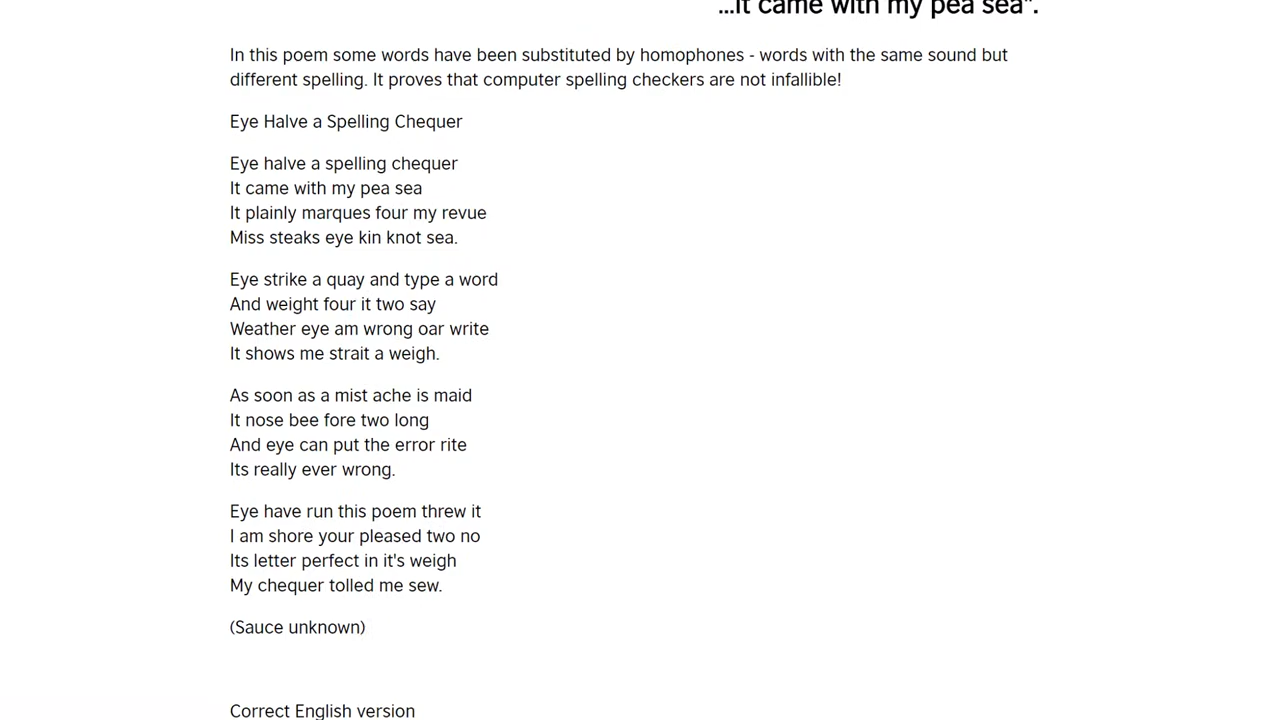 ...it came with my pea sea".
In this poem some words have been substituted by homophones - words with the same sound but
different spelling. It proves that computer spelling checkers are not infallible!
Eye Halve a Spelling Chequer
Eye halve a spelling chequer
It came with my pea sea
It plainly marques four my revue
Miss steaks eye kin knot sea.
Eye strike a quay and type a word
And weight four it two say
Weather eye am wrong oar write
It shows me strait a weigh.
As soon as a mist ache is maid
It nose bee fore two long
And eye can put the error rite
Its really ever wrong.
Eye have run this poem threw it
I am shore your pleased two no
Its letter perfect in it's weigh
My chequer tolled me sew.
(Sauce unknown)
Correct English version